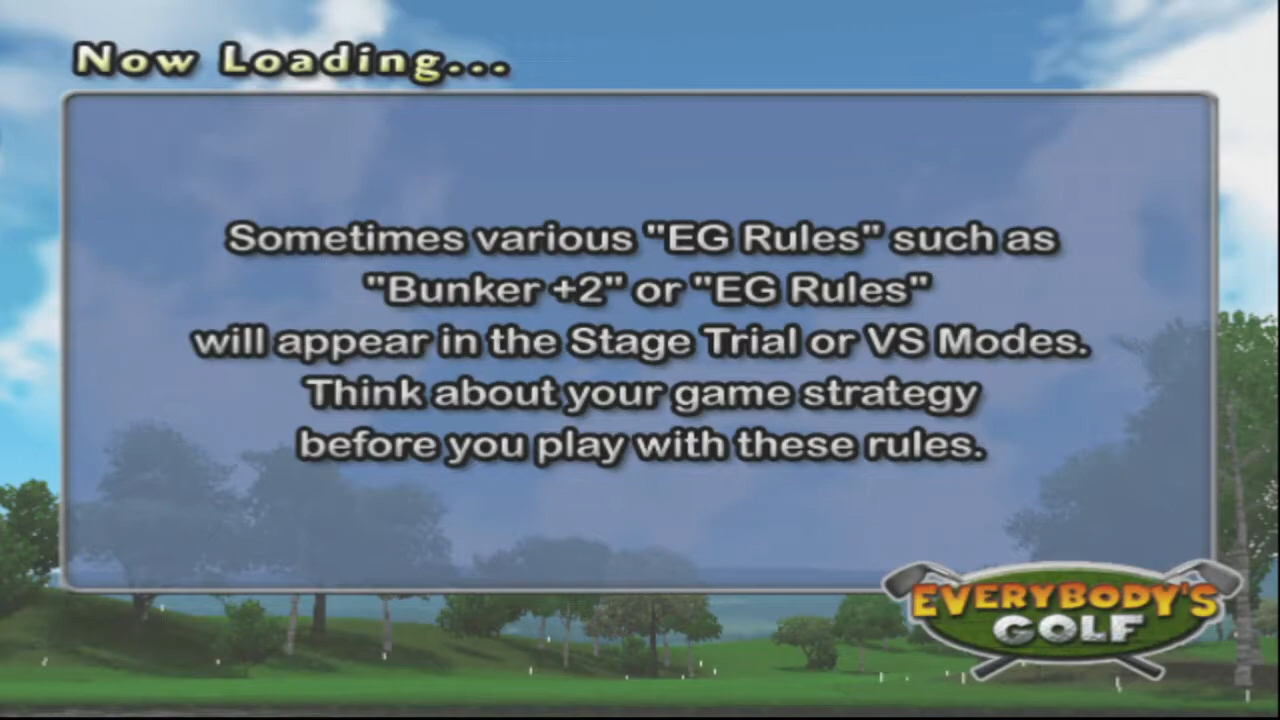 Now Loading...
Sometimes various "EG Rules" such as
"Bunker +2" or "EG Rules"
will appear in the Stage Trial or VS Modes.
Think about your game strategy
before you play with these rules.
EVERYBODY'S
GOLF